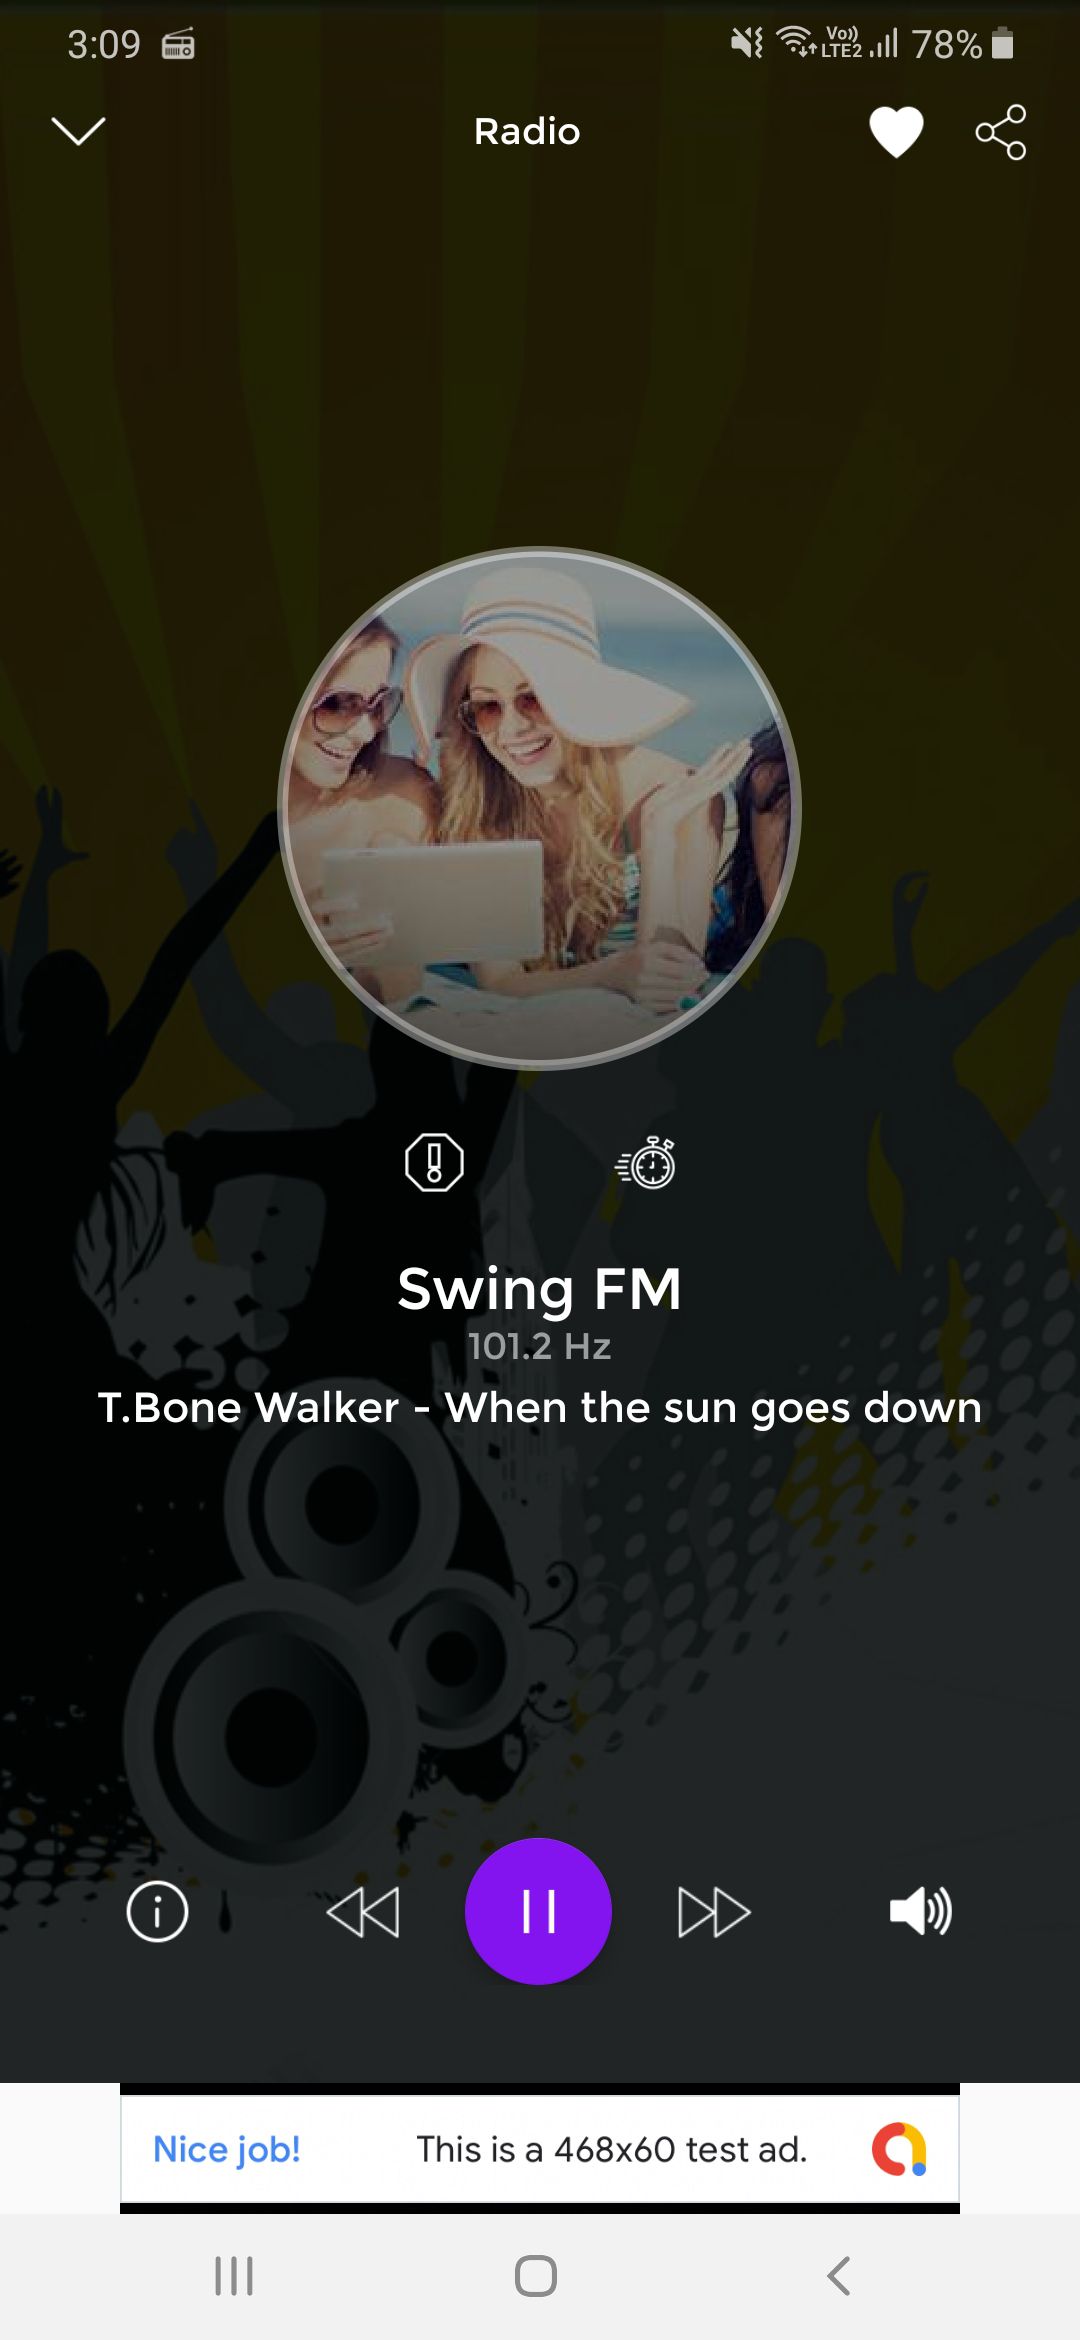 3:09
Vo)) LTE2 78%
Radio
Swing FM
101.2 Hz
T.Bone Walker - When the sun goes down
Nice job! This is a 468x60 test ad.